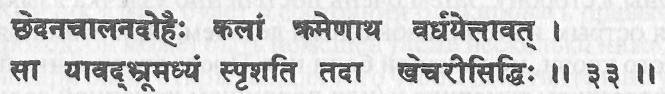 छेदनचालनदोहैः कलां क्रमेणाथ वर्धयेत्तावत् ।
सा यावद्भ्रूमध्यं स्पृशति तदा खेचरीसिद्धिः ।। ३३ ।।